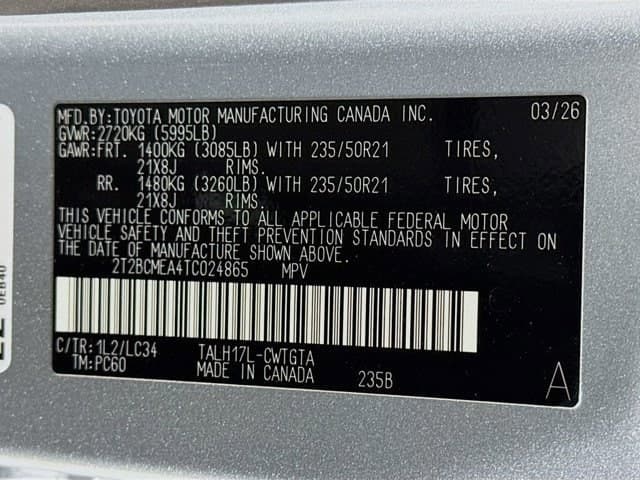 MFD.BY:TOYOTA MOTOR MANUFACTURING CANADA INC. 03/26
GVWR:2720KG (5995LB)
GAWR:FRT. 1400KG (3085LB) WITH 235/50R21 TIRES,
21X8J RIMS.
RR. 1480KG (3260LB) WITH 235/50R21 TIRES,
21X8J RIMS.
THIS VEHICLE CONFORMS TO ALL APPLICABLE FEDERAL MOTOR
VEHICLE SAFETY AND THEFT PREVENTION STANDARDS IN EFFECT ON
THE DATE OF MANUFACTURE SHOWN ABOVE.
2T2BCMEA4TC024865 MPV
C/TR:1L2/LC34 TALH17L-CWTGTA
TM:PC60 MADE IN CANADA 235B A